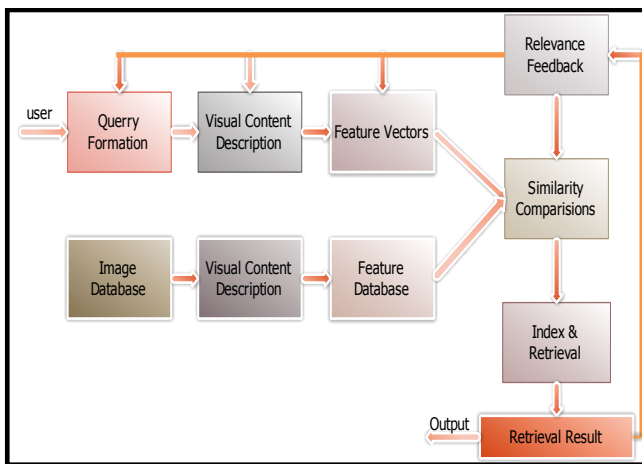 Relevance
Feedback
user
Querry
Formation
Visual Content
Description
Feature Vectors
Similarity
Comparisions
Image
Database
Visual Content
Description
Feature
Database
Index &
Retrieval
Output
Retrieval Result